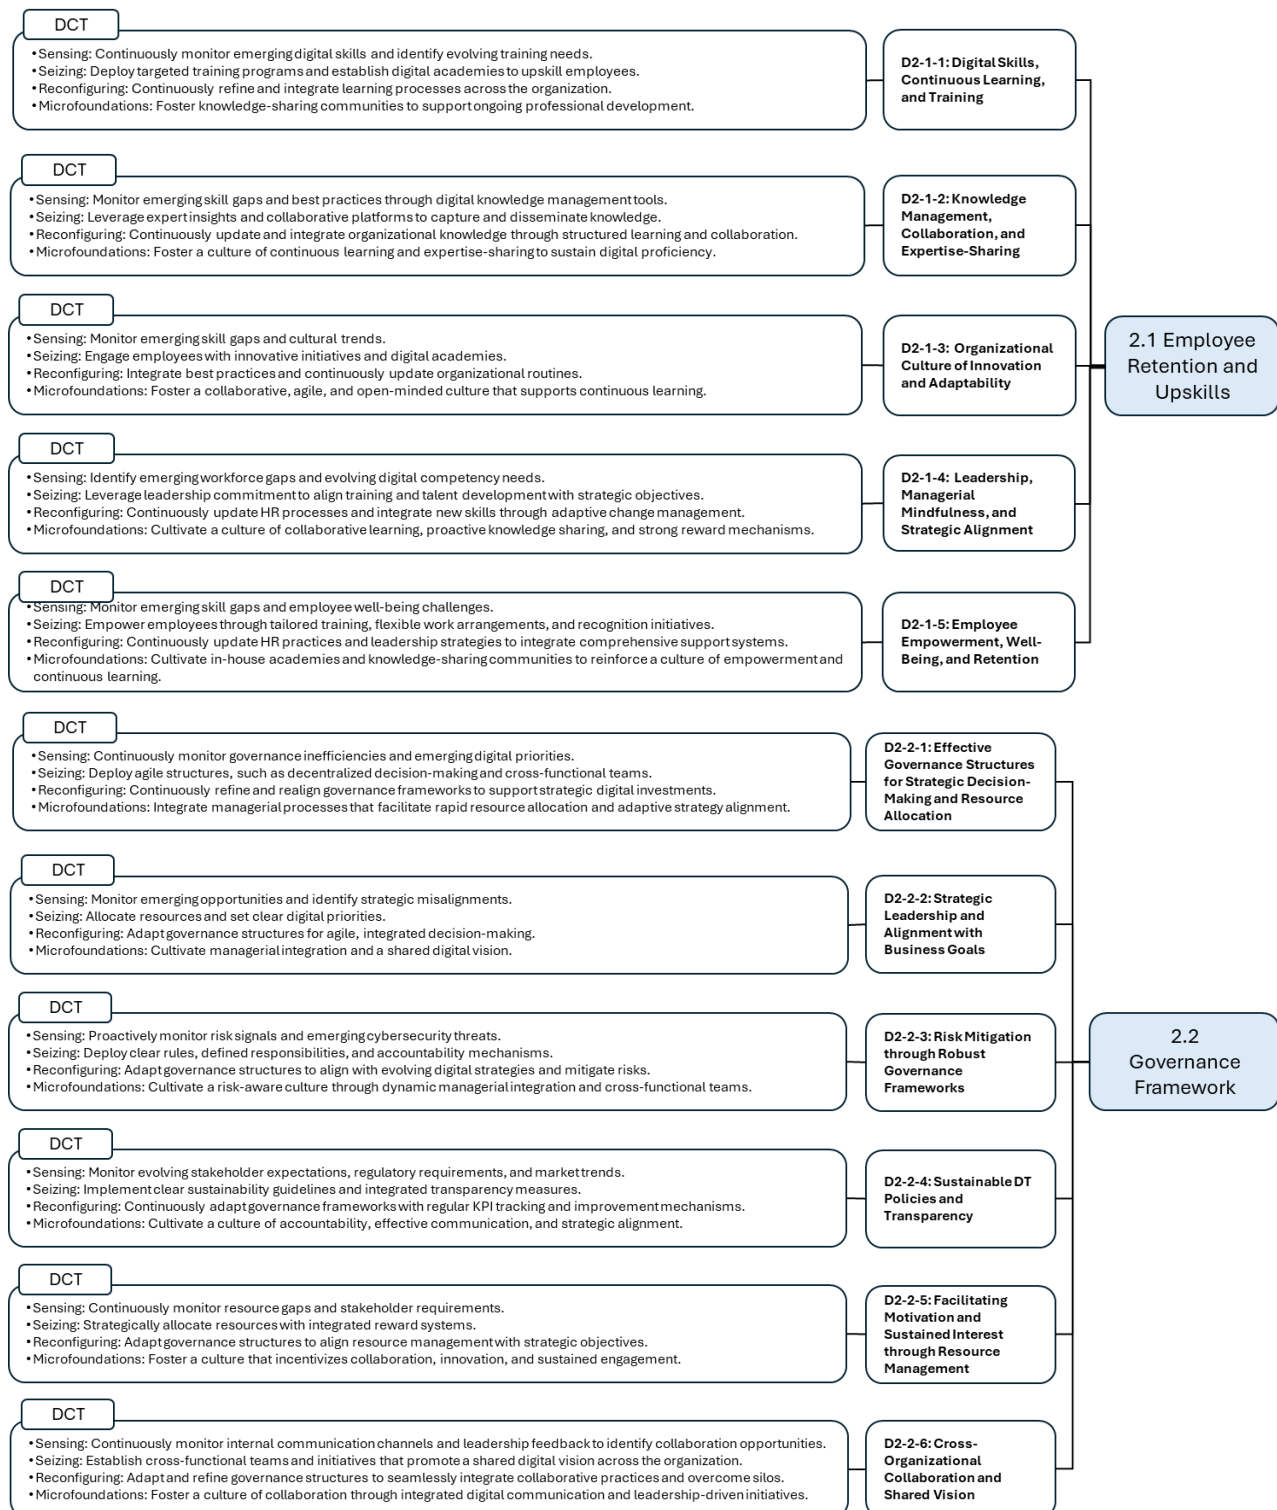 DCT
•Sensing: Continuously monitor emerging digital skills and identify evolving training needs.
•Seizing: Deploy targeted training programs and establish digital academies to upskill employees.
•Reconfiguring: Continuously refine and integrate learning processes across the organization.
•Microfoundations: Foster knowledge-sharing communities to support ongoing professional development.
D2-1-1: Digital Skills,
Continuous Learning,
and Training
DCT
•Sensing: Monitor emerging skill gaps and best practices through digital knowledge management tools.
•Seizing: Leverage expert insights and collaborative platforms to capture and disseminate knowledge.
•Reconfiguring: Continuously update and integrate organizational knowledge through structured learning and collaboration.
•Microfoundations: Foster a culture of continuous learning and expertise-sharing to sustain digital proficiency.
D2-1-2: Knowledge
Management,
Collaboration, and
Expertise-Sharing
DCT
•Sensing: Monitor emerging skill gaps and cultural trends.
•Seizing: Engage employees with innovative initiatives and digital academies.
•Reconfiguring: Integrate best practices and continuously update organizational routines.
•Microfoundations: Foster a collaborative, agile, and open-minded culture that supports continuous learning.
D2-1-3: Organizational
Culture of Innovation
and Adaptability
2.1 Employee
Retention and
Upskills
DCT
•Sensing: Identify emerging workforce gaps and evolving digital competency needs.
•Seizing: Leverage leadership commitment to align training and talent development with strategic objectives.
•Reconfiguring: Continuously update HR processes and integrate new skills through adaptive change management.
•Microfoundations: Cultivate a culture of collaborative learning, proactive knowledge sharing, and strong reward mechanisms.
D2-1-4: Leadership,
Managerial
Mindfulness, and
Strategic Alignment
DCT
•Sensing: Monitor emerging skill gaps and employee well-being challenges.
•Seizing: Empower employees through tailored training, flexible work arrangements, and recognition initiatives.
•Reconfiguring: Continuously update HR practices and leadership strategies to integrate comprehensive support systems.
•Microfoundations: Cultivate in-house academies and knowledge-sharing communities to reinforce a culture of empowerment and
continuous learning.
D2-1-5: Employee
Empowerment, Well-
Being, and Retention
DCT
•Sensing: Continuously monitor governance inefficiencies and emerging digital priorities.
•Seizing: Deploy agile structures, such as decentralized decision-making and cross-functional teams.
•Reconfiguring: Continuously refine and realign governance frameworks to support strategic digital investments.
•Microfoundations: Integrate managerial processes that facilitate rapid resource allocation and adaptive strategy alignment.
D2-2-1: Effective
Governance Structures
for Strategic Decision-
Making and Resource
Allocation
DCT
•Sensing: Monitor emerging opportunities and identify strategic misalignments.
•Seizing: Allocate resources and set clear digital priorities.
•Reconfiguring: Adapt governance structures for agile, integrated decision-making.
•Microfoundations: Cultivate managerial integration and a shared digital vision.
D2-2-2: Strategic
Leadership and
Alignment with
Business Goals
DCT
•Sensing: Proactively monitor risk signals and emerging cybersecurity threats.
•Seizing: Deploy clear rules, defined responsibilities, and accountability mechanisms.
•Reconfiguring: Adapt governance structures to align with evolving digital strategies and mitigate risks.
•Microfoundations: Cultivate a risk-aware culture through dynamic managerial integration and cross-functional teams.
D2-2-3: Risk Mitigation
through Robust
Governance
Frameworks
2.2
Governance
Framework
DCT
•Sensing: Monitor evolving stakeholder expectations, regulatory requirements, and market trends.
•Seizing: Implement clear sustainability guidelines and integrated transparency measures.
•Reconfiguring: Continuously adapt governance frameworks with regular KPI tracking and improvement mechanisms.
•Microfoundations: Cultivate a culture of accountability, effective communication, and strategic alignment.
D2-2-4: Sustainable DT
Policies and
Transparency
DCT
•Sensing: Continuously monitor resource gaps and stakeholder requirements.
•Seizing: Strategically allocate resources with integrated reward systems.
•Reconfiguring: Adapt governance structures to align resource management with strategic objectives.
•Microfoundations: Foster a culture that incentivizes collaboration, innovation, and sustained engagement.
D2-2-5: Facilitating
Motivation and
Sustained Interest
through Resource
Management
DCT
•Sensing: Continuously monitor internal communication channels and leadership feedback to identify collaboration opportunities.
•Seizing: Establish cross-functional teams and initiatives that promote a shared digital vision across the organization.
•Reconfiguring: Adapt and refine governance structures to seamlessly integrate collaborative practices and overcome silos.
•Microfoundations: Foster a culture of collaboration through integrated digital communication and leadership-driven initiatives.
D2-2-6: Cross-
Organizational
Collaboration and
Shared Vision